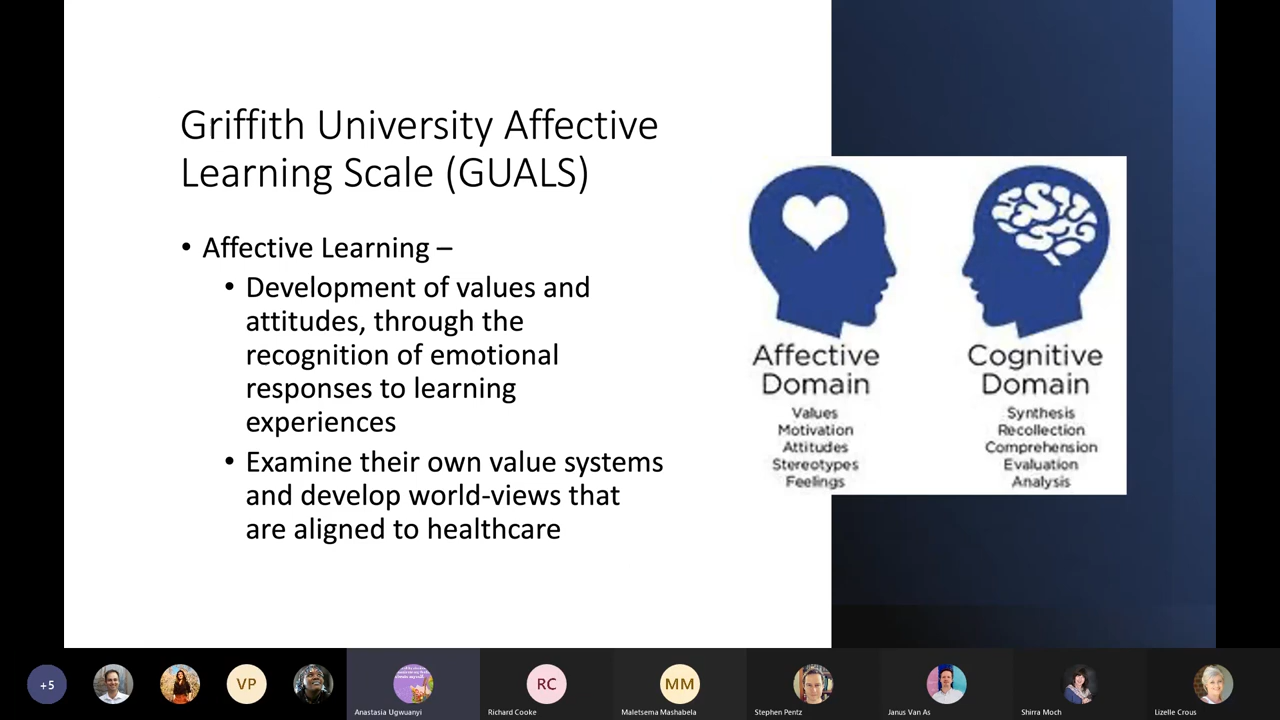 Griffith University Affective
Learning Scale (GUALS)
• Affective Learning –
• Development of values and
attitudes, through the
recognition of emotional
responses to learning
experiences
• Examine their own value systems
and develop world-views that
are aligned to healthcare
Affective
Domain
Values
Motivation
Attitudes
Stereotypes
Feelings
Cognitive
Domain
Synthesis
Recollection
Comprehension
Evaluation
Analysis
+5
VP
Anastasia Ugwuanyi
RC
Richard Cooke
MM
Maletsema Mashabela
Stephen Pentz
Janus Van As
Shirra Moch
Lizelle Crous